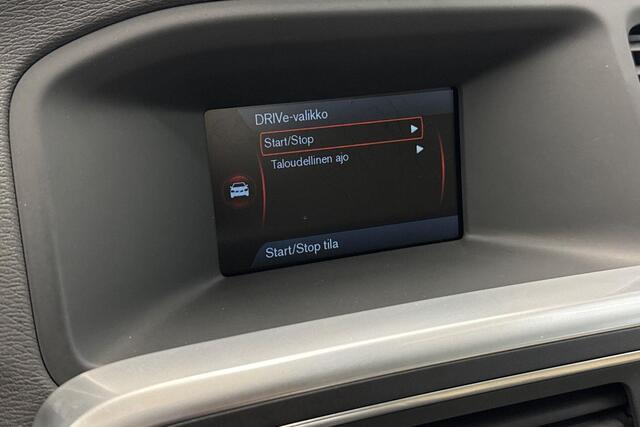 DRIVe-valikko
Start/Stop
Taloudellinen ajo
Start/Stop tila